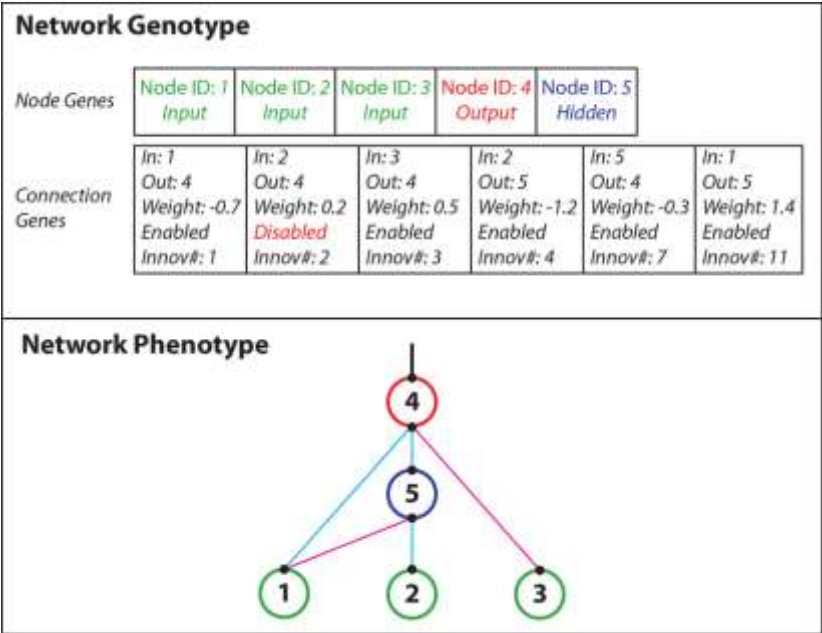 Network Genotype
Node Genes
Node ID: 1 Node ID: 2 Node ID: 3 Node ID: 4 Node ID: 5
Input Input Input Output Hidden
Connection
Genes
In: 1 In: 2 In: 3 In: 2 In: 5 In: 1
Out: 4 Out: 4 Out: 4 Out: 5 Out: 4 Out: 5
Weight: -0.7 Weight: 0.2 Weight: 0.5 Weight: -1.2 Weight: -0.3 Weight: 1.4
Enabled Disabled Enabled Enabled Enabled Enabled
Innov#: 1 Innov#: 2 Innov#: 3 Innov#: 4 Innov#: 7 Innov#: 11
Network Phenotype
4
5
1 2 3